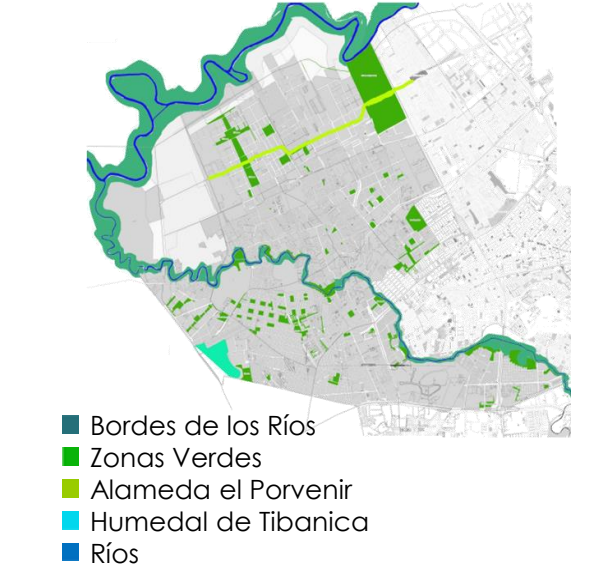 Bordes de los Ríos
Zonas Verdes
Alameda el Porvenir
Humedal de Tibanica
Ríos